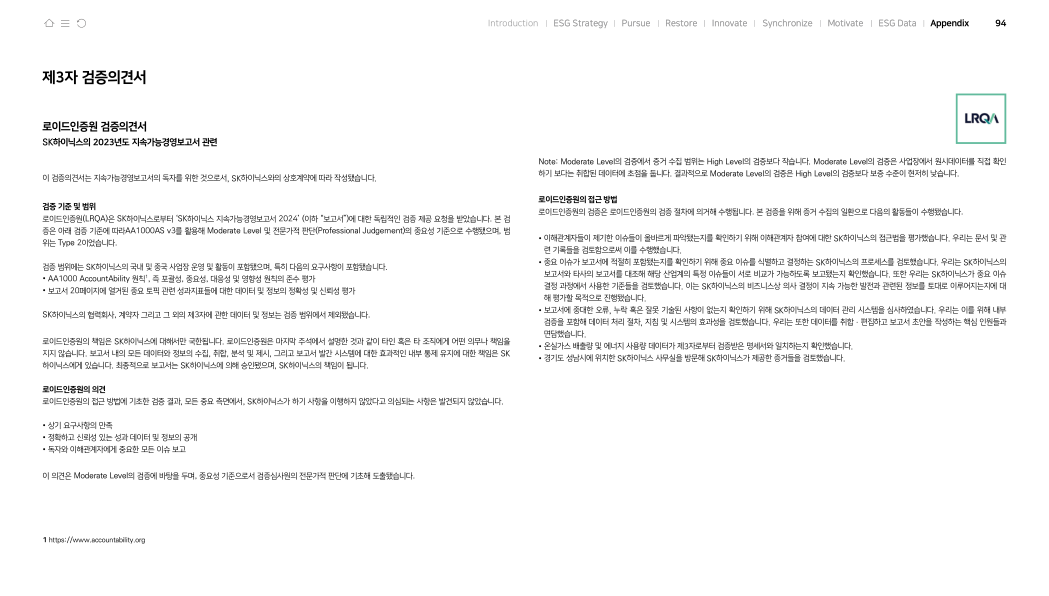 Introduction | ESG Strategy | Pursue | Restore | Innovate | Synchronize | Motivate | ESG Data | Appendix 94
제3자 검증의견서
로이드인증원 검증의견서
SK하이닉스의 2023년도 지속가능경영보고서 관련
이 검증의견서는 지속가능경영보고서의 독자를 위한 것으로서, SK하이닉스와의 상호계약에 따라 작성됐습니다.
검증 기준 및 범위
로이드인증원(LRQA)은 SK하이닉스로부터 ‘SK하이닉스 지속가능경영보고서 2024’ (이하 “보고서”)에 대한 독립적인 검증 제공 요청을 받았습니다. 본 검
증은 아래 검증 기준에 따라AA1000AS v3를 활용해 Moderate Level 및 전문가적 판단(Professional Judgement)의 중요성 기준으로 수행됐으며, 범
위는 Type 2이었습니다.
검증 범위에는 SK하이닉스의 국내 및 중국 사업장 운영 및 활동이 포함됐으며, 특히 다음의 요구사항이 포함됐습니다.
• AA1000 AccountAbility 원칙¹, 즉 포괄성, 중요성, 대응성 및 영향성 원칙의 준수 평가
• 보고서 20페이지에 열거된 중요 토픽 관련 성과지표들에 대한 데이터 및 정보의 정확성 및 신뢰성 평가
SK하이닉스의 협력회사, 계약자 그리고 그 외의 제3자에 관한 데이터 및 정보는 검증 범위에서 제외됐습니다.
로이드인증원의 책임은 SK하이닉스에 대해서만 국한됩니다. 로이드인증원은 마지막 주석에서 설명한 것과 같이 타인 혹은 타 조직에게 어떤 의무나 책임을
지지 않습니다. 보고서 내의 모든 데이터와 정보의 수집, 취합, 분석 및 제시, 그리고 보고서 발간 시스템에 대한 효과적인 내부 통제 유지에 대한 책임은 SK
하이닉스에게 있습니다. 최종적으로 보고서는 SK하이닉스에 의해 승인됐으며, SK하이닉스의 책임이 됩니다.
로이드인증원의 의견
로이드인증원의 접근 방법에 기초한 검증 결과, 모든 중요 측면에서, SK하이닉스가 하기 사항을 이행하지 않았다고 의심되는 사항은 발견되지 않았습니다.
• 상기 요구사항의 만족
• 정확하고 신뢰성 있는 성과 데이터 및 정보의 공개
• 독자와 이해관계자에게 중요한 모든 이슈 보고
이 의견은 Moderate Level의 검증에 바탕을 두며, 중요성 기준으로서 검증심사원의 전문가적 판단에 기초해 도출됐습니다.
1 https://www.accountability.org
LRQA
Note: Moderate Level의 검증에서 증거 수집 범위는 High Level의 검증보다 작습니다. Moderate Level의 검증은 사업장에서 원시데이터를 직접 확인
하기 보다는 취합된 데이터에 초점을 둡니다. 결과적으로 Moderate Level의 검증은 High Level의 검증보다 보증 수준이 현저히 낮습니다.
로이드인증원의 접근 방법
로이드인증원의 검증은 로이드인증원의 검증 절차에 의거해 수행됩니다. 본 검증을 위해 증거 수집의 일환으로 다음의 활동들이 수행됐습니다.
• 이해관계자들이 제기한 이슈들이 올바르게 파악됐는지를 확인하기 위해 이해관계자 참여에 대한 SK하이닉스의 접근법을 평가했습니다. 우리는 문서 및 관
련 기록들을 검토함으로써 이를 수행했습니다.
• 중요 이슈가 보고서에 적절히 포함됐는지를 확인하기 위해 중요 이슈를 식별하고 결정하는 SK하이닉스의 프로세스를 검토했습니다. 우리는 SK하이닉스의
보고서와 타사의 보고서를 대조해 해당 산업계의 특정 이슈들이 서로 비교가 가능하도록 보고됐는지 확인했습니다. 또한 우리는 SK하이닉스가 중요 이슈
결정 과정에서 사용한 기준들을 검토했습니다. 이는 SK하이닉스의 비즈니스상 의사 결정이 지속 가능한 발전과 관련된 정보를 토대로 이루어지는지에 대
해 평가할 목적으로 진행됐습니다.
• 보고서에 중대한 오류, 누락 혹은 잘못 기술된 사항이 없는지 확인하기 위해 SK하이닉스의 데이터 관리 시스템을 심사하였습니다. 우리는 이를 위해 내부
검증을 포함해 데이터 처리 절차, 지침 및 시스템의 효과성을 검토했습니다. 우리는 또한 데이터를 취합 · 편집하고 보고서 초안을 작성하는 핵심 인원들과
면담했습니다.
• 온실가스 배출량 및 에너지 사용량 데이터가 제3자로부터 검증받은 명세서와 일치하는지 확인했습니다.
• 경기도 성남시에 위치한 SK하이닉스 사무실을 방문해 SK하이닉스가 제공한 증거들을 검토했습니다.